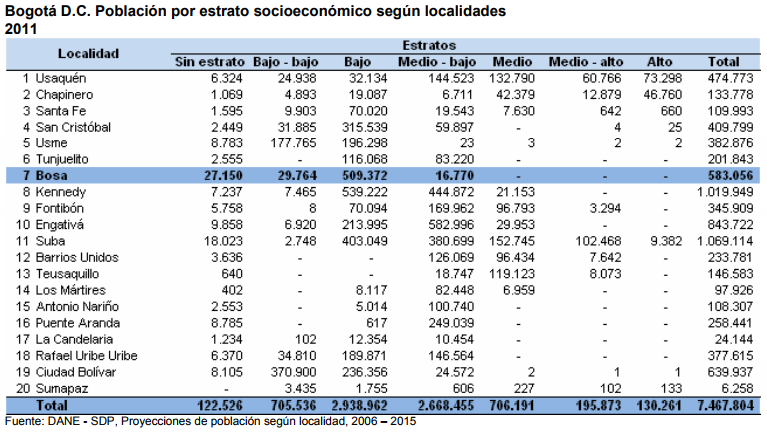 Bogotá D.C. Población por estrato socioeconómico según localidades
2011
Localidad Estratos
Sin estrato Bajo - bajo Bajo Medio - bajo Medio Medio - alto Alto Total
1 Usaquén 6.324 24.938 32.134 144.523 132.790 60.766 73.298 474.773
2 Chapinero 1.069 4.893 19.087 6.711 42.379 12.879 46.760 133.778
3 Santa Fe 1.595 9.903 70.020 19.543 7.630 642 660 109.993
4 San Cristóbal 2.449 31.885 315.539 59.897 - 4 25 409.799
5 Usme 8.783 177.765 196.298 23 3 2 2 382.876
6 Tunjuelito 2.555 - 116.068 83.220 - - - 201.843
7 Bosa 27.150 29.764 509.372 16.770 - - - 583.056
8 Kennedy 7.237 7.465 539.222 444.872 21.153 - - 1.019.949
9 Fontibón 5.758 8 70.094 169.962 96.793 3.294 - 345.909
10 Engativá 9.858 6.920 213.995 582.996 29.953 - - 843.722
11 Suba 18.023 2.748 403.049 380.699 152.745 102.468 9.382 1.069.114
12 Barrios Unidos 3.636 - - 126.069 96.434 7.642 - 233.781
13 Teusaquillo 640 - - 18.747 119.123 8.073 - 146.583
14 Los Mártires 402 - 8.117 82.448 6.959 - - 97.926
15 Antonio Nariño 2.553 - 5.014 100.740 - - - 108.307
16 Puente Aranda 8.785 - 617 249.039 - - - 258.441
17 La Candelaria 1.234 102 12.354 10.454 - - - 24.144
18 Rafael Uribe Uribe 6.370 34.810 189.871 146.564 - - - 377.615
19 Ciudad Bolívar 8.105 370.900 236.356 24.572 2 1 1 639.937
20 Sumapaz - 3.435 1.755 606 227 102 133 6.258
Total 122.526 705.536 2.938.962 2.668.455 706.191 195.873 130.261 7.467.804
Fuente: DANE - SDP, Proyecciones de población según localidad, 2006 – 2015